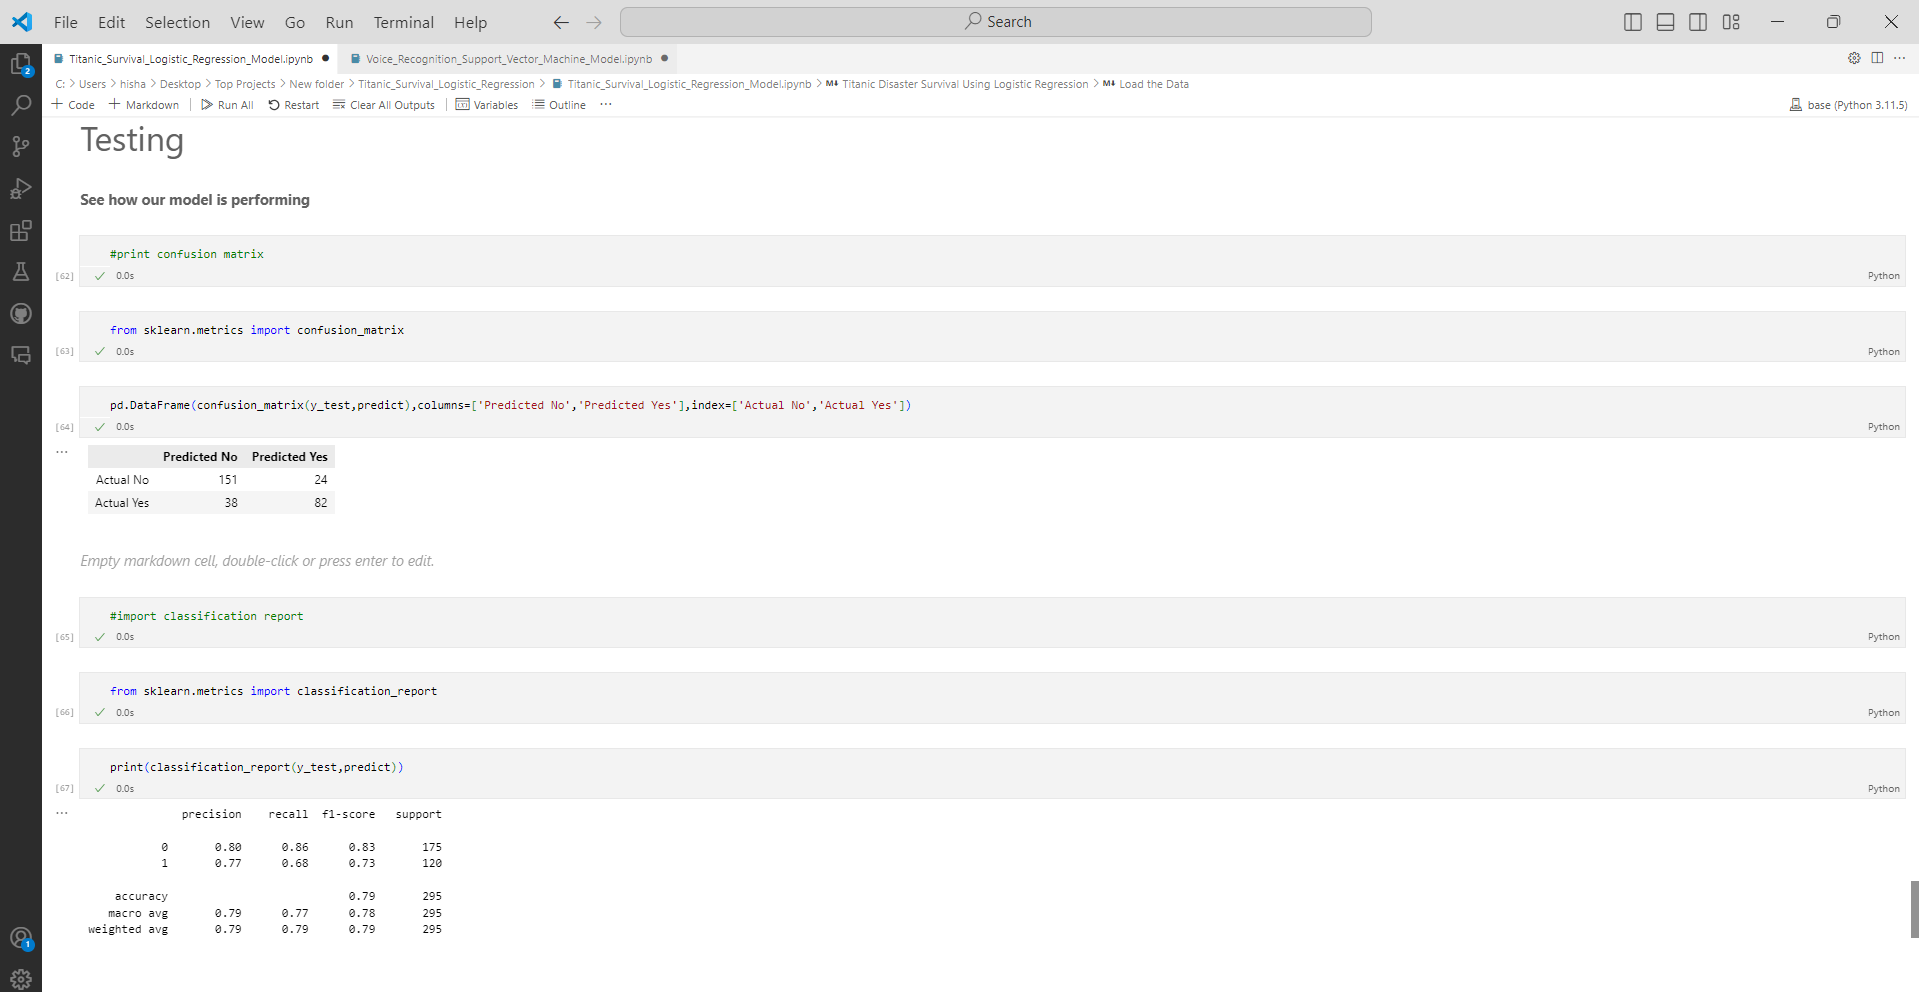 File Edit Selection View Go Run Terminal Help
Search
Titanic_Survival_Logistic_Regression_Model.ipynb ● Voice_Recognition_Support_Vector_Machine_Model.ipynb ●
C: > Users > hisha > Desktop > Top Projects > New folder > Titanic_Survival_Logistic_Regression > Titanic_Survival_Logistic_Regression_Model.ipynb > M↓ Titanic Disaster Survival Using Logistic Regression > M↓ Load the Data
+ Code + Markdown Run All Restart Clear All Outputs Variables Outline ···
base (Python 3.11.5)
2
Testing
See how our model is performing
#print confusion matrix
[62] ✓ 0.0s Python
from sklearn.metrics import confusion_matrix
[63] ✓ 0.0s Python
pd.DataFrame(confusion_matrix(y_test,predict),columns=['Predicted No','Predicted Yes'],index=['Actual No','Actual Yes'])
[64] ✓ 0.0s Python
···
Predicted No Predicted Yes
Actual No 151 24
Actual Yes 38 82
Empty markdown cell, double-click or press enter to edit.
#import classification report
[65] ✓ 0.0s Python
from sklearn.metrics import classification_report
[66] ✓ 0.0s Python
print(classification_report(y_test,predict))
[67] ✓ 0.0s Python
···
precision recall f1-score support
0 0.80 0.86 0.83 175
1 0.77 0.68 0.73 120
accuracy 0.79 295
macro avg 0.79 0.77 0.78 295
weighted avg 0.79 0.79 0.79 295
1